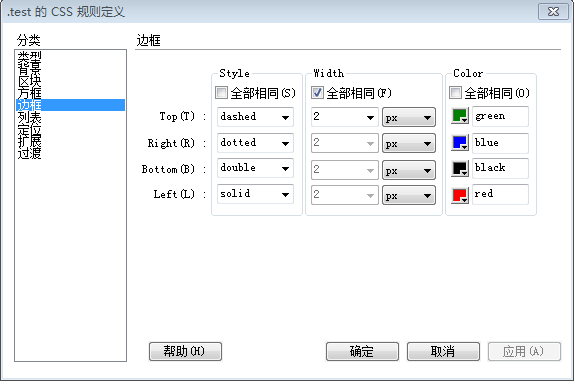 .test 的 CSS 规则定义
分类
类型
背景
区块
方框
边框
列表
定位
扩展
过渡
边框
Style Width Color
全部相同(S) 全部相同(F) 全部相同(O)
Top(T) : dashed 2 px green
Right(R) : dotted 2 px blue
Bottom(B) : double 2 px black
Left(L) : solid 2 px red
帮助(H) 确定 取消 应用(A)